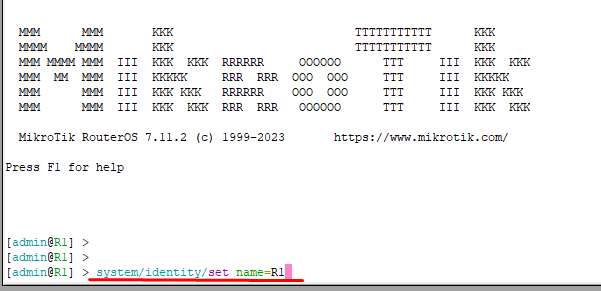 MMM      MMM       KKK                          TTTTTTTTTTT      KKK
MMMM    MMMM       KKK                          TTTTTTTTTTT      KKK
MMM MMMM MMM  III  KKK  KKK  RRRRRR     OOOOOO      TTT     III  KKK  KKK
MMM  MM  MMM  III  KKKKK     RRR  RRR  OOO  OOO     TTT     III  KKKKK
MMM      MMM  III  KKK KKK   RRRRRR    OOO  OOO     TTT     III  KKK KKK
MMM      MMM  III  KKK  KKK  RRR  RRR   OOOOOO      TTT     III  KKK  KKK
MikroTik RouterOS 7.11.2 (c) 1999-2023       https://www.mikrotik.com/
Press F1 for help
[admin@R1] >
[admin@R1] >
[admin@R1] > system/identity/set name=R1